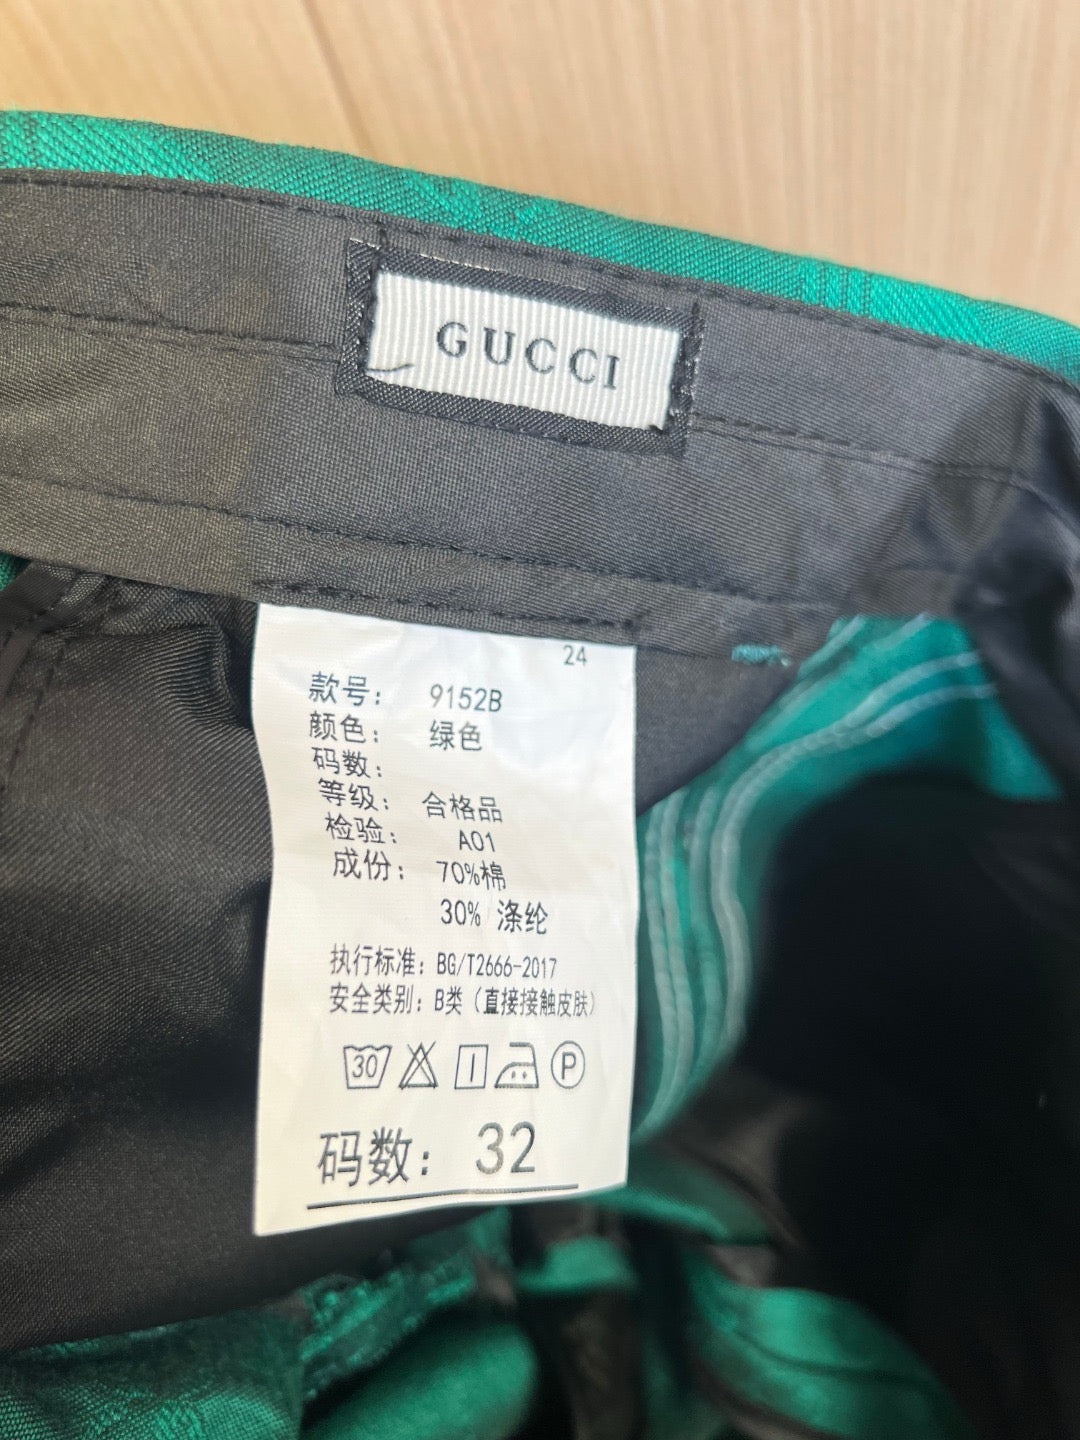 GUCCI
24
款号： 9152B
颜色： 绿色
码数：
等级： 合格品
检验： A01
成份： 70%棉
30% 涤纶
执行标准：BG/T2666-2017
安全类别：B类（直接接触皮肤）
30 P
码数：32